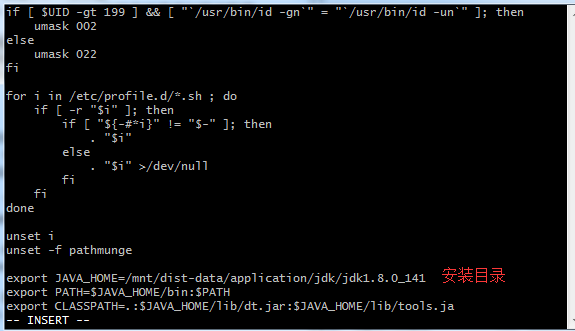 if [ $UID -gt 199 ] && [ "`/usr/bin/id -gn`" = "`/usr/bin/id -un`" ]; then
    umask 002
else
    umask 022
fi

for i in /etc/profile.d/*.sh ; do
    if [ -r "$i" ]; then
        if [ "${-#*i}" != "$-" ]; then
            . "$i"
        else
            . "$i" >/dev/null
        fi
    fi
done

unset i
unset -f pathmunge

export JAVA_HOME=/mnt/dist-data/application/jdk/jdk1.8.0_141 安装目录
export PATH=$JAVA_HOME/bin:$PATH
export CLASSPATH=.:$JAVA_HOME/lib/dt.jar:$JAVA_HOME/lib/tools.ja
-- INSERT --